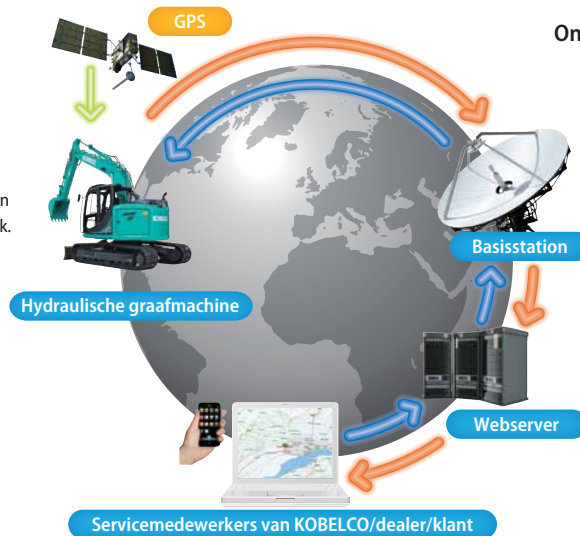 GPS
On
n
k.
Basisstation
Hydraulische graafmachine
Webserver
Servicemedewerkers van KOBELCO/dealer/klant